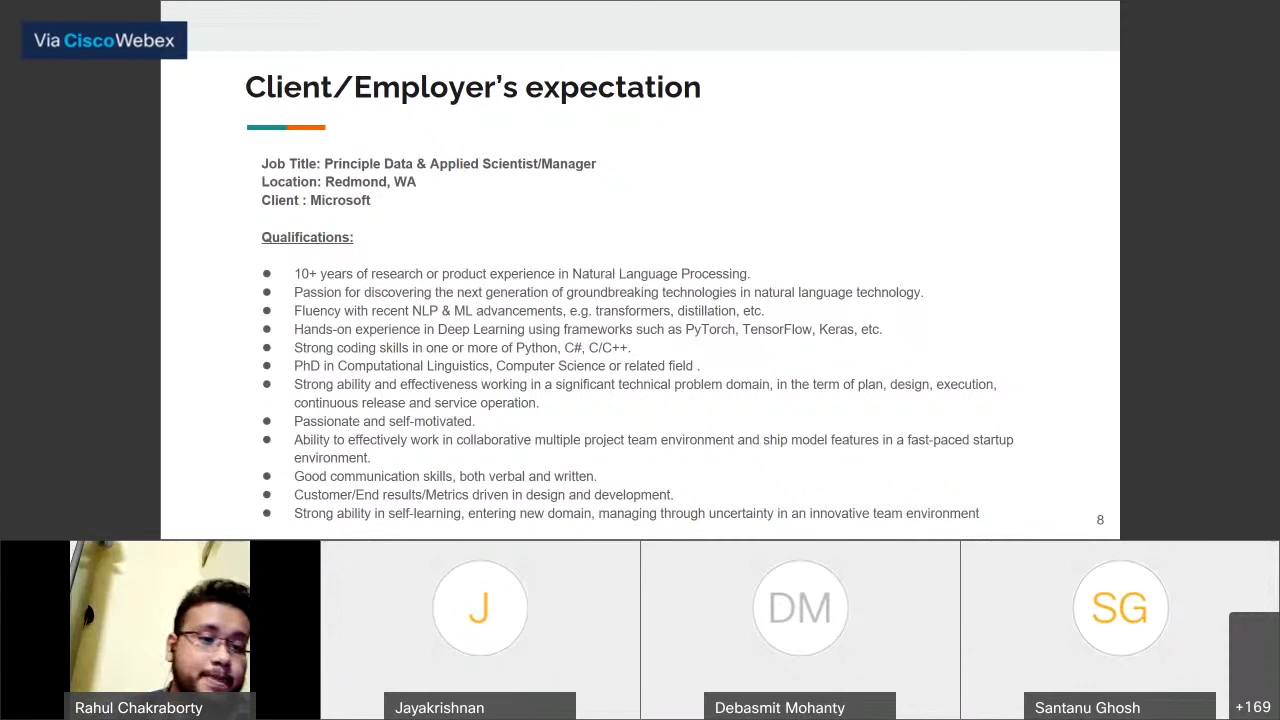 Via Cisco Webex
Client/Employer's expectation
Job Title: Principle Data & Applied Scientist/Manager
Location: Redmond, WA
Client : Microsoft
Qualifications:
● 10+ years of research or product experience in Natural Language Processing.
● Passion for discovering the next generation of groundbreaking technologies in natural language technology.
● Fluency with recent NLP & ML advancements, e.g. transformers, distillation, etc.
● Hands-on experience in Deep Learning using frameworks such as PyTorch, TensorFlow, Keras, etc.
● Strong coding skills in one or more of Python, C#, C/C++.
● PhD in Computational Linguistics, Computer Science or related field .
● Strong ability and effectiveness working in a significant technical problem domain, in the term of plan, design, execution,
continuous release and service operation.
● Passionate and self-motivated.
● Ability to effectively work in collaborative multiple project team environment and ship model features in a fast-paced startup
environment.
● Good communication skills, both verbal and written.
● Customer/End results/Metrics driven in design and development.
● Strong ability in self-learning, entering new domain, managing through uncertainty in an innovative team environment
8
J
DM
SG
Rahul Chakraborty
Jayakrishnan
Debasmit Mohanty
Santanu Ghosh
+169